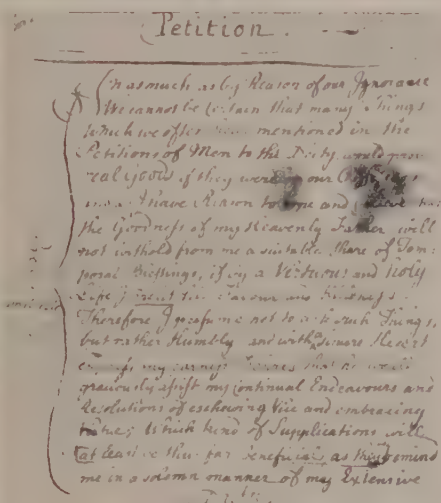 Petition.
Inasmuch as by Reason of our Ignorance
We cannot be Certain that many Things
Which we often mentioned in the
Petitions of Men to the Deity, would prove
real Goods if they were in our
I have Reason to hope and believe that
the Goodness of my Heavenly Father will
not withold from me a suitable Share of Tem-
poral Blessings, if by a Virtuous and Holy
Life I
Therefore I presume not to ask such Things,
but rather Humbly and with a sincere Heart
express my earnest Desires that he would
graciously assist my Continual Endeavours and
Resolutions of eschewing Vice and embracing
Virtue; Which kind of Supplications will
at least be thus far beneficial, as they remind
me in a solemn manner of my Extensive
Duty